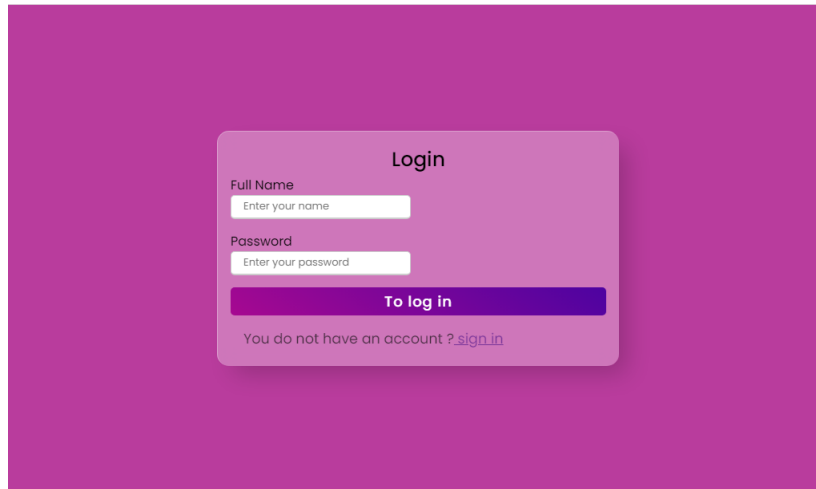 Login
Full Name
Enter your name
Password
Enter your password
To log in
You do not have an account ? sign in